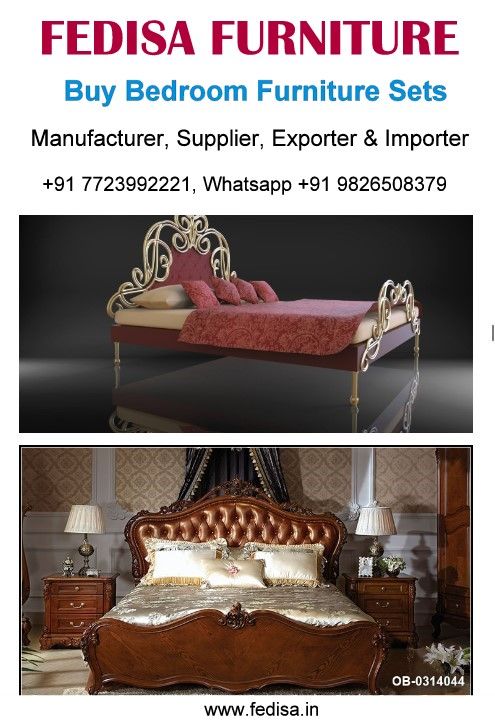 FEDISA FURNITURE
Buy Bedroom Furniture Sets
Manufacturer, Supplier, Exporter & Importer
+91 7723992221, Whatsapp +91 9826508379
OB-0314044
www.fedisa.in